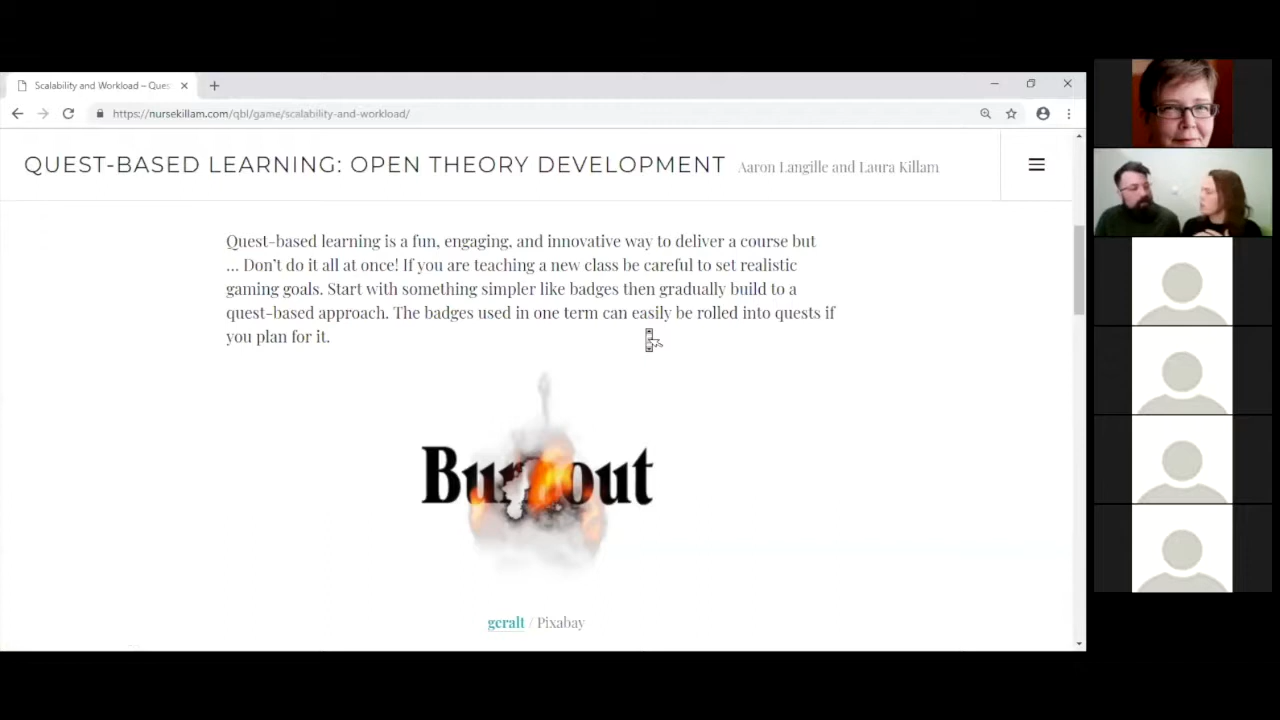 Scalability and Workload – Ques
https://nursekillam.com/qbl/game/scalability-and-workload/
QUEST-BASED LEARNING: OPEN THEORY DEVELOPMENT Aaron Langille and Laura Killam
Quest-based learning is a fun, engaging, and innovative way to deliver a course but
... Don't do it all at once! If you are teaching a new class be careful to set realistic
gaming goals. Start with something simpler like badges then gradually build to a
quest-based approach. The badges used in one term can easily be rolled into quests if
you plan for it.
Burnout
geralt / Pixabay